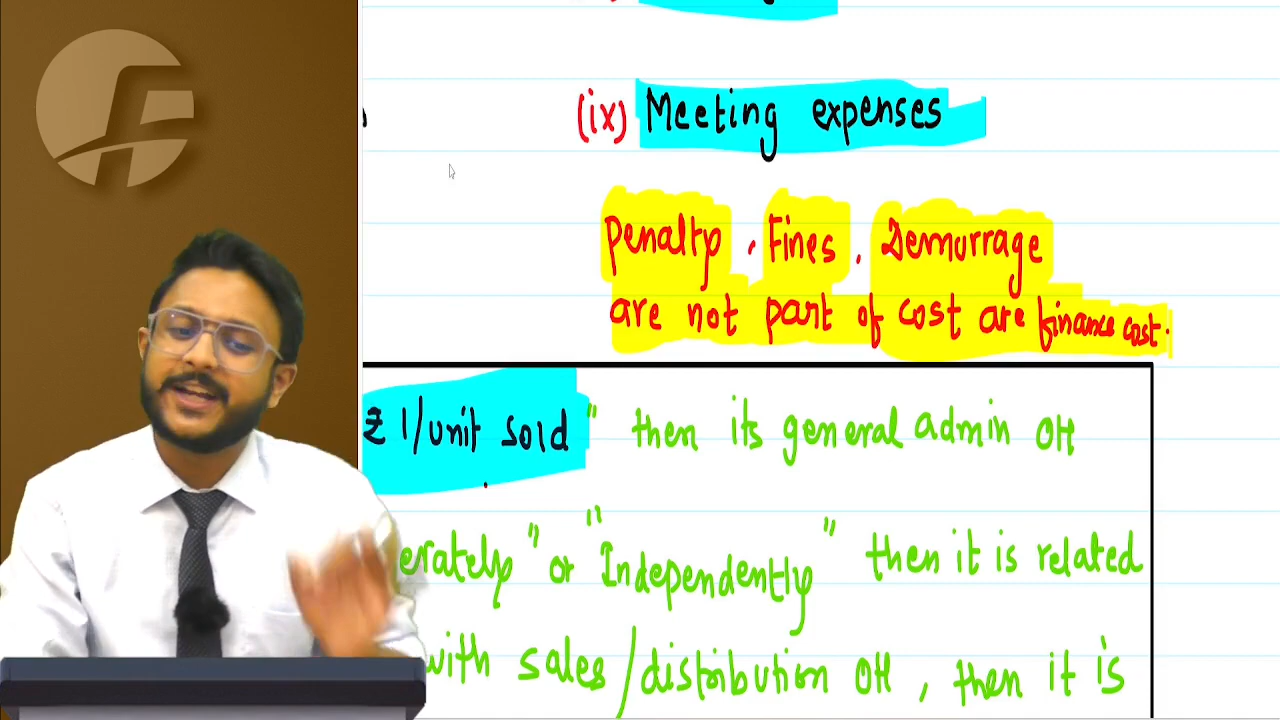 (ix) Meeting expenses
Penalty, Fines, Demurrage
are not part of cost are finance cost.
₹ 1/unit sold" then its general admin OH
erately" or "Independently" then it is related
with sales/distribution OH, then it is